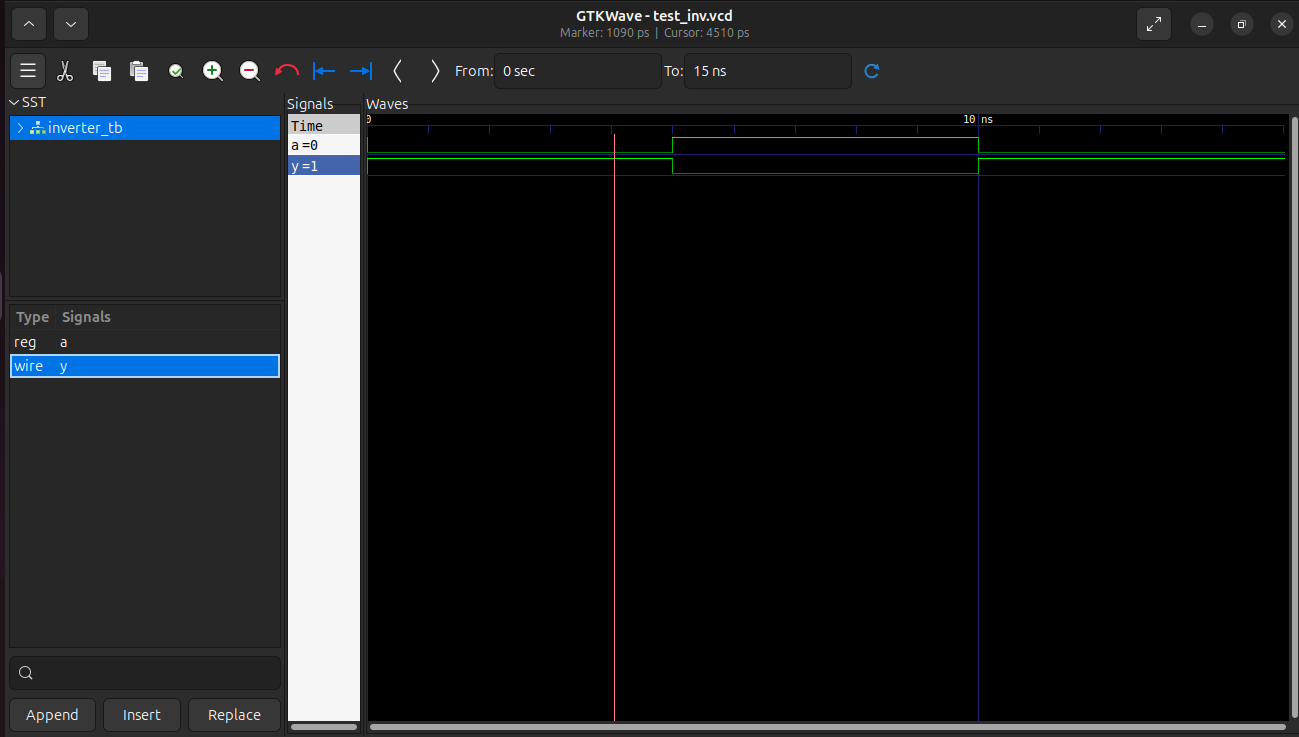 GTKWave - test_inv.vcd
Marker: 1090 ps | Cursor: 4510 ps
From: 0 sec To: 15 ns
SST
inverter_tb
Type Signals
reg a
wire y
Append Insert Replace
Signals
Time
a=0
y=1
Waves
0 10 ns